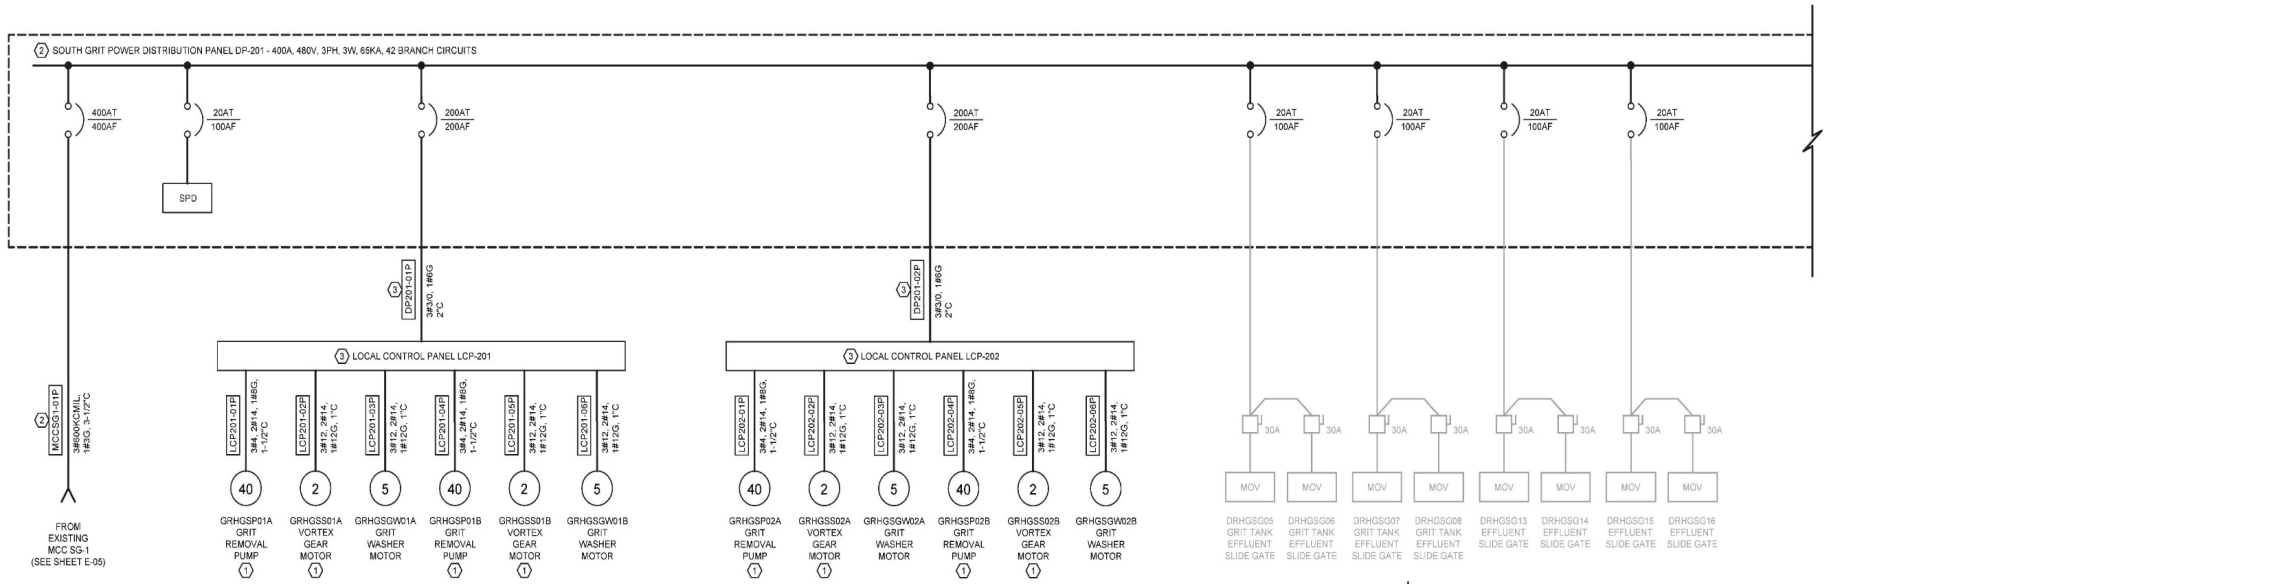 2 SOUTH GRIT POWER DISTRIBUTION PANEL DP-201 - 400A, 480V, 3PH, 3W, 65KA, 42 BRANCH CIRCUITS
400AT
400AF
20AT
100AF
200AT
200AF
200AT
200AF
20AT
100AF
20AT
100AF
20AT
100AF
20AT
100AF
SPD
3
DP201-01P
3#3/0, 1#6G
2"C
3
DP201-02P
3#3/0, 1#6G
2"C
3 LOCAL CONTROL PANEL LCP-201
3 LOCAL CONTROL PANEL LCP-202
2
MCCSG1-01P
3#600KCMIL,
1#3G, 3-1/2"C
LCP201-01P
3#4, 2#14, 1#8G,
1-1/2"C
LCP201-02P
3#12, 2#14,
1#12G, 1"C
LCP201-03P
3#12, 2#14,
1#12G, 1"C
LCP201-04P
3#4, 2#14, 1#8G,
1-1/2"C
LCP201-05P
3#12, 2#14,
1#12G, 1"C
LCP201-06P
3#12, 2#14,
1#12G, 1"C
LCP202-01P
3#4, 2#14, 1#8G,
1-1/2"C
LCP202-02P
3#12, 2#14,
1#12G, 1"C
LCP202-03P
3#12, 2#14,
1#12G, 1"C
LCP202-04P
3#4, 2#14, 1#8G,
1-1/2"C
LCP202-05P
3#12, 2#14,
1#12G, 1"C
LCP202-06P
3#12, 2#14,
1#12G, 1"C
30A
30A
30A
30A
30A
30A
30A
30A
40
2
5
40
2
5
40
2
5
40
2
5
MOV
MOV
MOV
MOV
MOV
MOV
MOV
MOV
FROM
EXISTING
MCC SG-1
(SEE SHEET E-05)
GRHGSP01A
GRIT
REMOVAL
PUMP
1
GRHGSS01A
VORTEX
GEAR
MOTOR
1
GRHGSGW01A
GRIT
WASHER
MOTOR
GRHGSP01B
GRIT
REMOVAL
PUMP
1
GRHGSS01B
VORTEX
GEAR
MOTOR
1
GRHGSGW01B
GRIT
WASHER
MOTOR
GRHGSP02A
GRIT
REMOVAL
PUMP
1
GRHGSS02A
VORTEX
GEAR
MOTOR
1
GRHGSGW02A
GRIT
WASHER
MOTOR
GRHGSP02B
GRIT
REMOVAL
PUMP
1
GRHGSS02B
VORTEX
GEAR
MOTOR
1
GRHGSGW02B
GRIT
WASHER
MOTOR
DRHGSG05
GRIT TANK
EFFLUENT
SLIDE GATE
DRHGSG06
GRIT TANK
EFFLUENT
SLIDE GATE
DRHGSG07
GRIT TANK
EFFLUENT
SLIDE GATE
DRHGSG08
GRIT TANK
EFFLUENT
SLIDE GATE
DRHGSG13
EFFLUENT
SLIDE GATE
DRHGSG14
EFFLUENT
SLIDE GATE
DRHGSG15
EFFLUENT
SLIDE GATE
DRHGSG16
EFFLUENT
SLIDE GATE